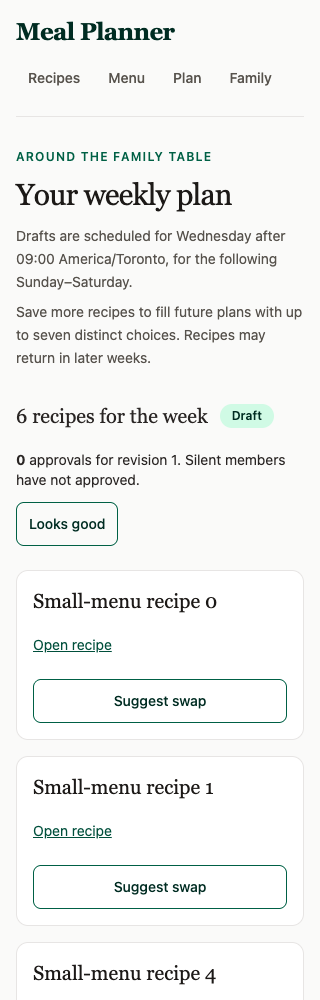 Meal Planner
Recipes Menu Plan Family
AROUND THE FAMILY TABLE
Your weekly plan
Drafts are scheduled for Wednesday after
09:00 America/Toronto, for the following
Sunday–Saturday.
Save more recipes to fill future plans with up
to seven distinct choices. Recipes may
return in later weeks.
6 recipes for the week Draft
0 approvals for revision 1. Silent members
have not approved.
Looks good
Small-menu recipe 0
Open recipe
Suggest swap
Small-menu recipe 1
Open recipe
Suggest swap
Small-menu recipe 4